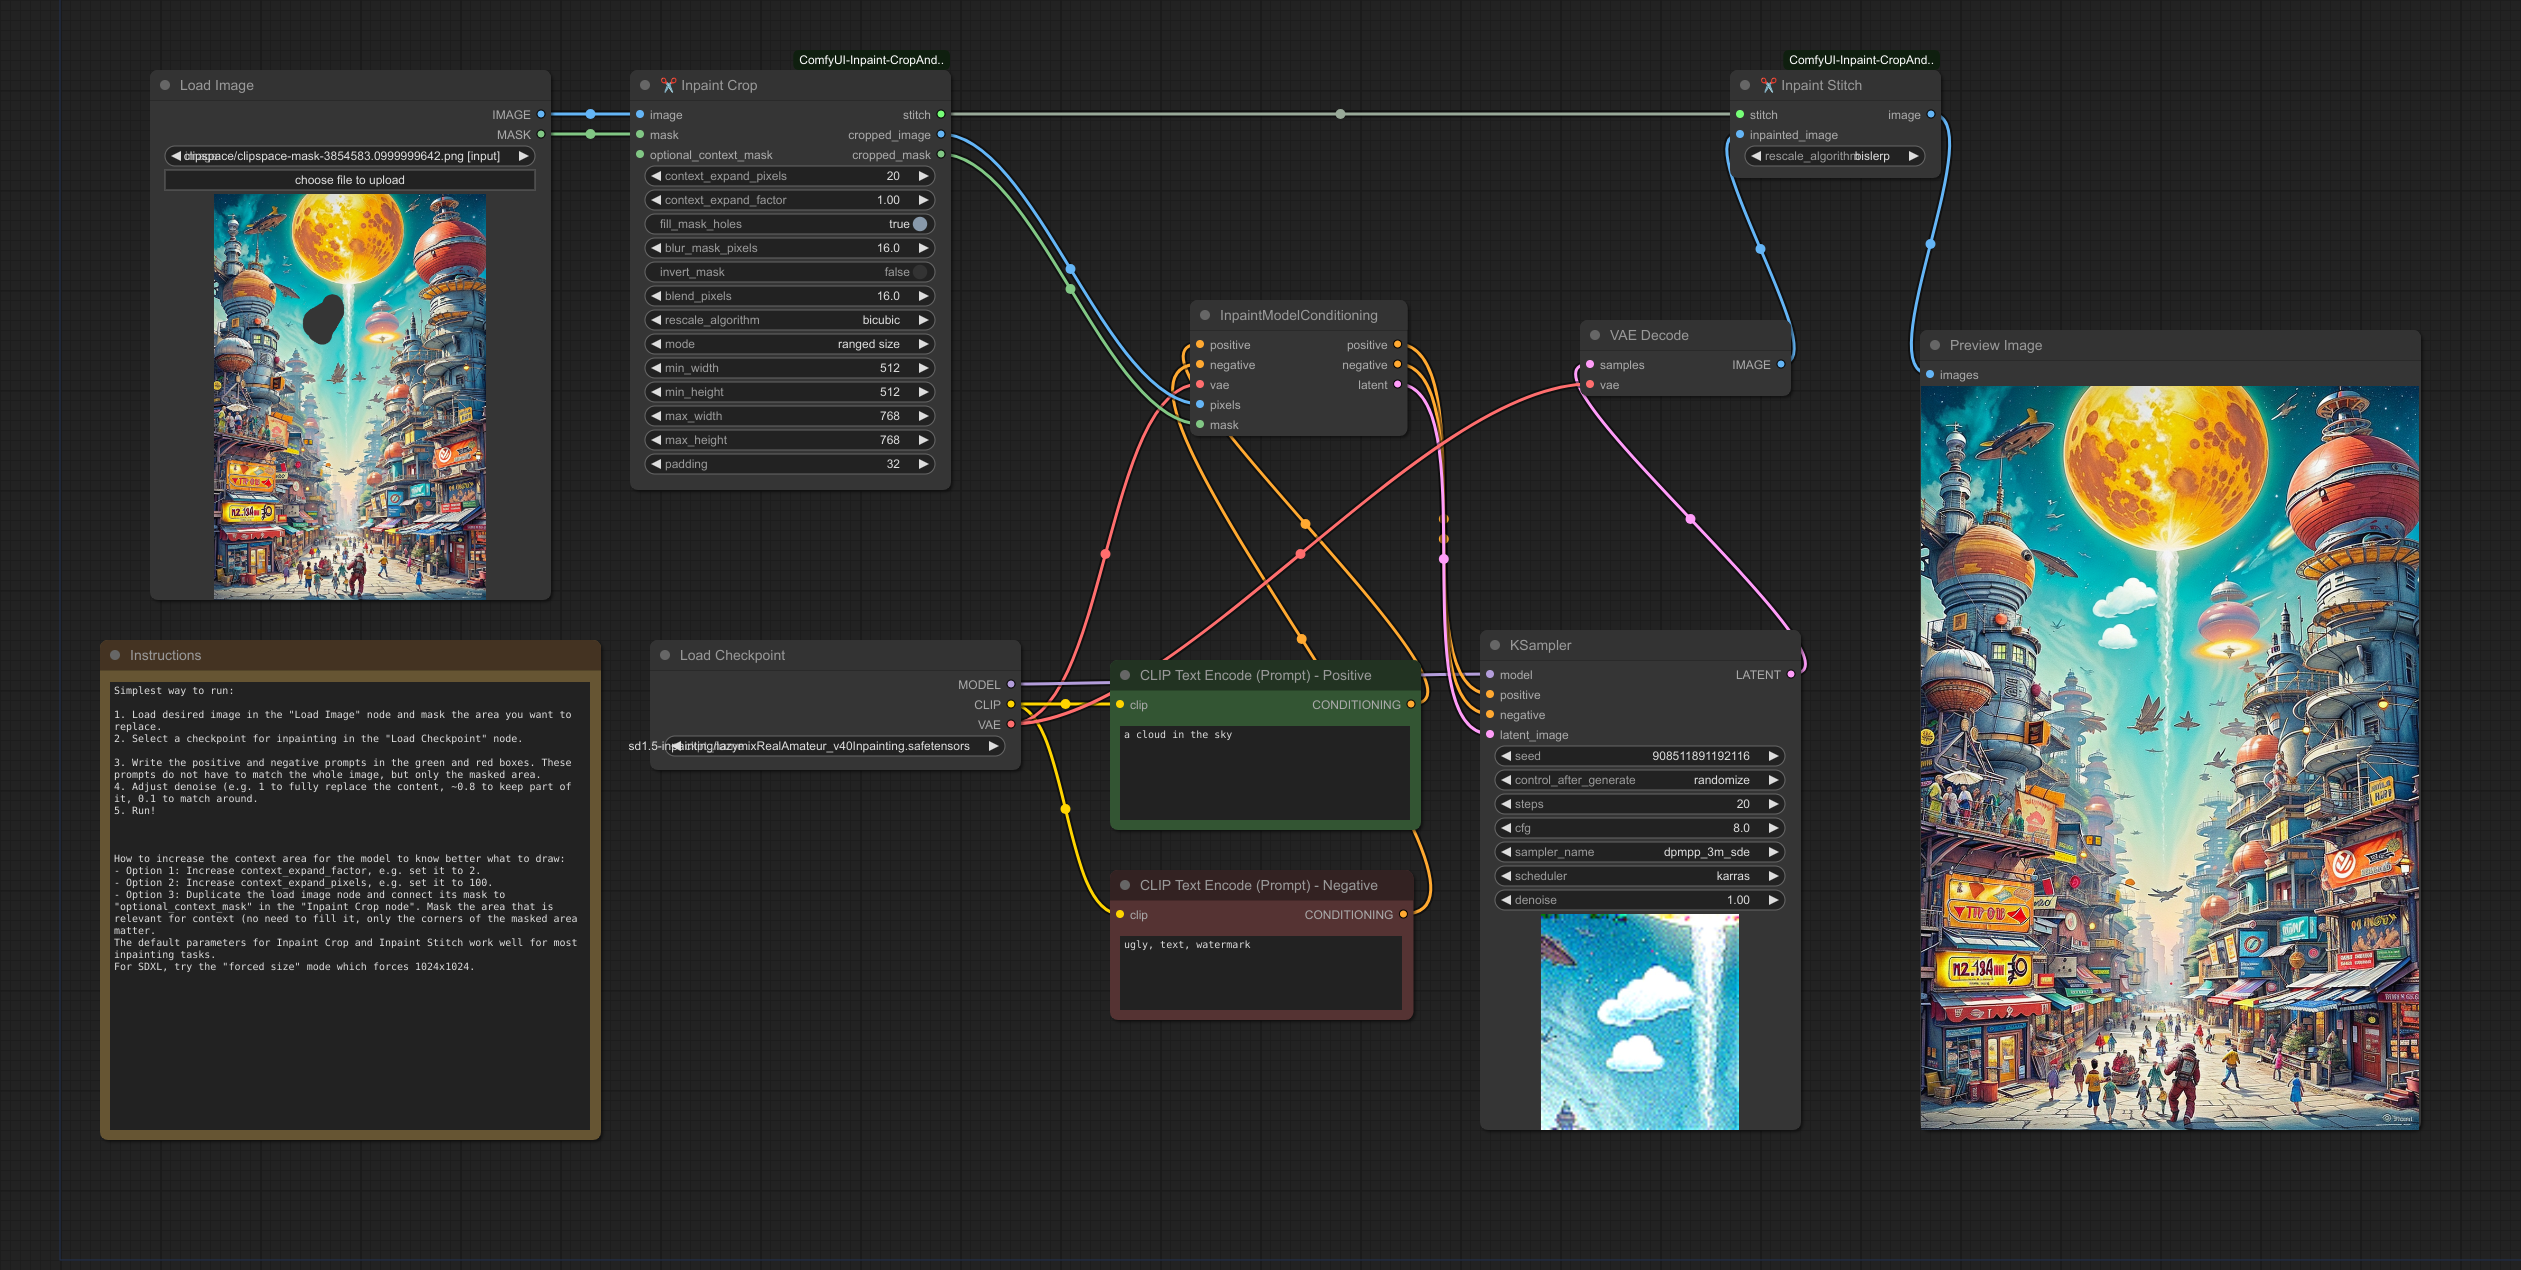 ComfyUI-Inpaint-CropAnd..
ComfyUI-Inpaint-CropAnd..
Load Image
IMAGE
MASK
clipspace/clipspace-mask-3854583.0999999642.png [input]
choose file to upload
✂️ Inpaint Crop
image
stitch
mask
cropped_image
optional_context_mask
cropped_mask
context_expand_pixels 20
context_expand_factor 1.00
fill_mask_holes true
blur_mask_pixels 16.0
invert_mask false
blend_pixels 16.0
rescale_algorithm bicubic
mode ranged size
min_width 512
min_height 512
max_width 768
max_height 768
padding 32
✂️ Inpaint Stitch
stitch
image
inpainted_image
rescale_algorithm bislerp
InpaintModelConditioning
positive
positive
negative
negative
vae
latent
pixels
mask
VAE Decode
samples
IMAGE
vae
Preview Image
images
Instructions
Simplest way to run:
1. Load desired image in the "Load Image" node and mask the area you want to
replace.
2. Select a checkpoint for inpainting in the "Load Checkpoint" node.
3. Write the positive and negative prompts in the green and red boxes. These
prompts do not have to match the whole image, but only the masked area.
4. Adjust denoise (e.g. 1 to fully replace the content, ~0.8 to keep part of
it, 0.1 to match around.
5. Run!
How to increase the context area for the model to know better what to draw:
- Option 1: Increase context_expand_factor, e.g. set it to 2.
- Option 2: Increase context_expand_pixels, e.g. set it to 100.
- Option 3: Duplicate the load image node and connect its mask to
"optional_context_mask" in the "Inpaint Crop node". Mask the area that is
relevant for context (no need to fill it, only the corners of the masked area
matter.
The default parameters for Inpaint Crop and Inpaint Stitch work well for most
inpainting tasks.
For SDXL, try the "forced size" mode which forces 1024x1024.
Load Checkpoint
MODEL
CLIP
VAE
sd1.5-inpainting/lazymixRealAmateur_v40Inpainting.safetensors
CLIP Text Encode (Prompt) - Positive
clip
CONDITIONING
a cloud in the sky
CLIP Text Encode (Prompt) - Negative
clip
CONDITIONING
ugly, text, watermark
KSampler
model
LATENT
positive
negative
latent_image
seed 908511891192116
control_after_generate randomize
steps 20
cfg 8.0
sampler_name dpmpp_3m_sde
scheduler karras
denoise 1.00